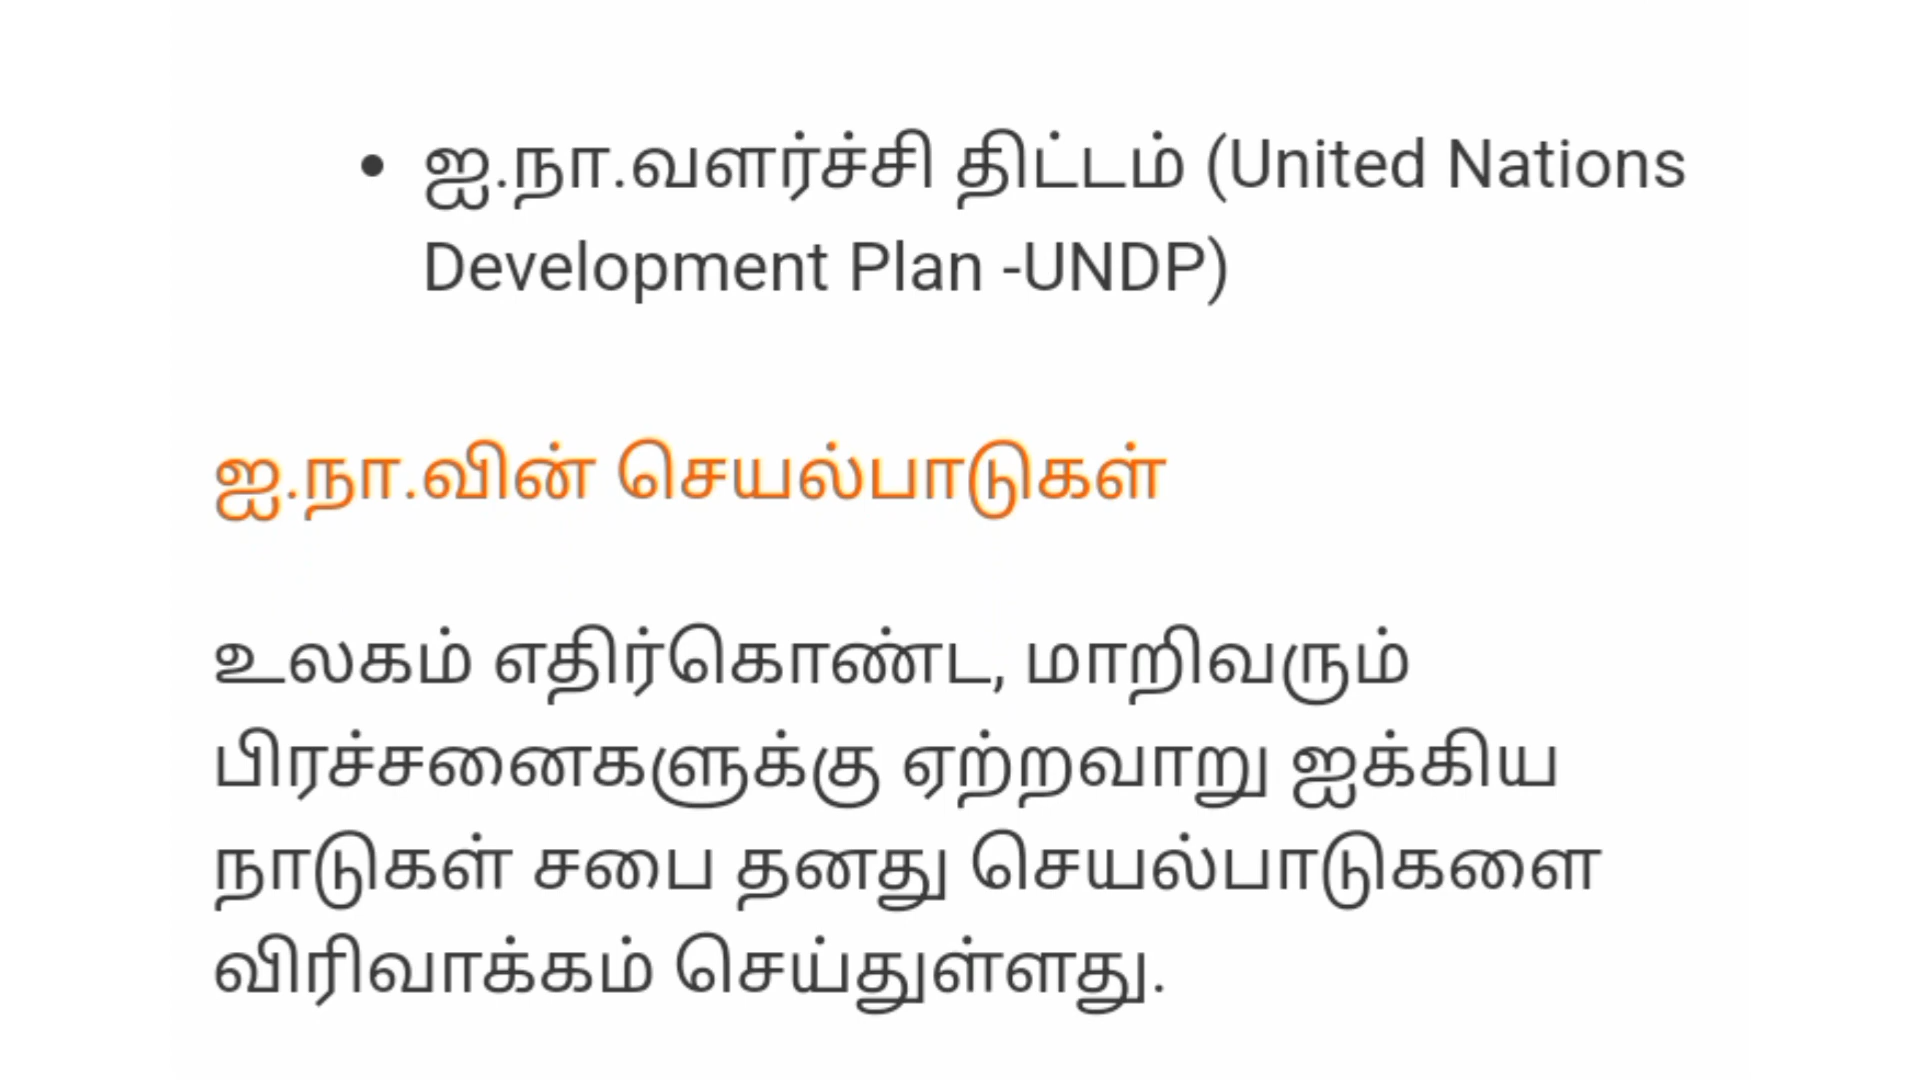 • ஐ.நா.வளர்ச்சி திட்டம் (United Nations
Development Plan -UNDP)
ஐ.நா.வின் செயல்பாடுகள்
உலகம் எதிர்கொண்ட, மாறிவரும்
பிரச்சனைகளுக்கு ஏற்றவாறு ஐக்கிய
நாடுகள் சபை தனது செயல்பாடுகளை
விரிவாக்கம் செய்துள்ளது.